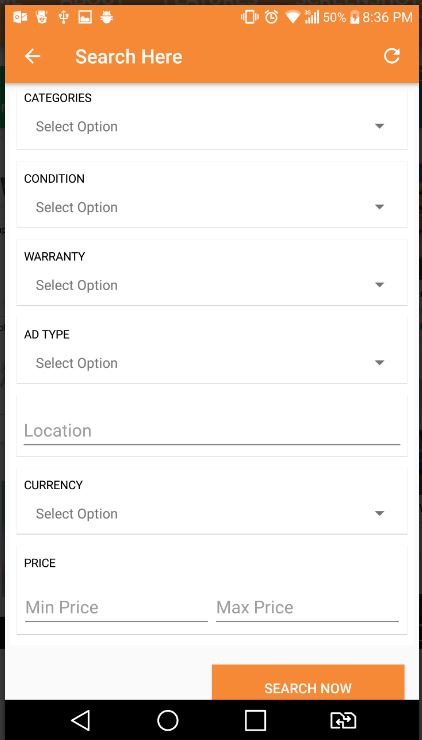 50% 8:36 PM
Search Here
CATEGORIES
Select Option
CONDITION
Select Option
WARRANTY
Select Option
AD TYPE
Select Option
Location
CURRENCY
Select Option
PRICE
Min Price Max Price
SEARCH NOW